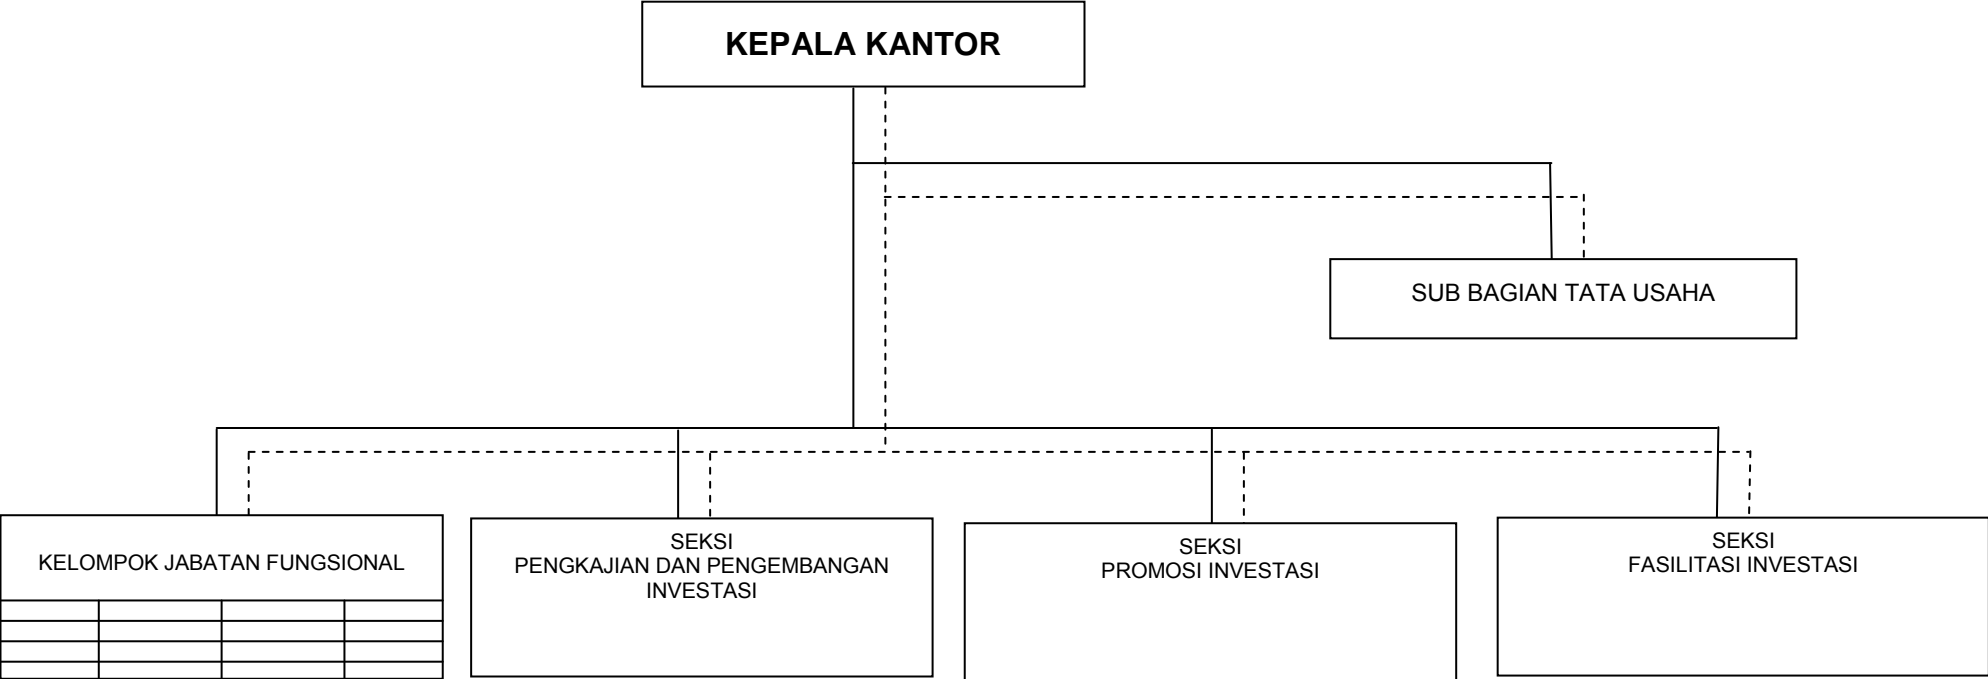 KEPALA KANTOR
SUB BAGIAN TATA USAHA
KELOMPOK JABATAN FUNGSIONAL
SEKSI
PENGKAJIAN DAN PENGEMBANGAN
INVESTASI
SEKSI
PROMOSI INVESTASI
SEKSI
FASILITASI INVESTASI